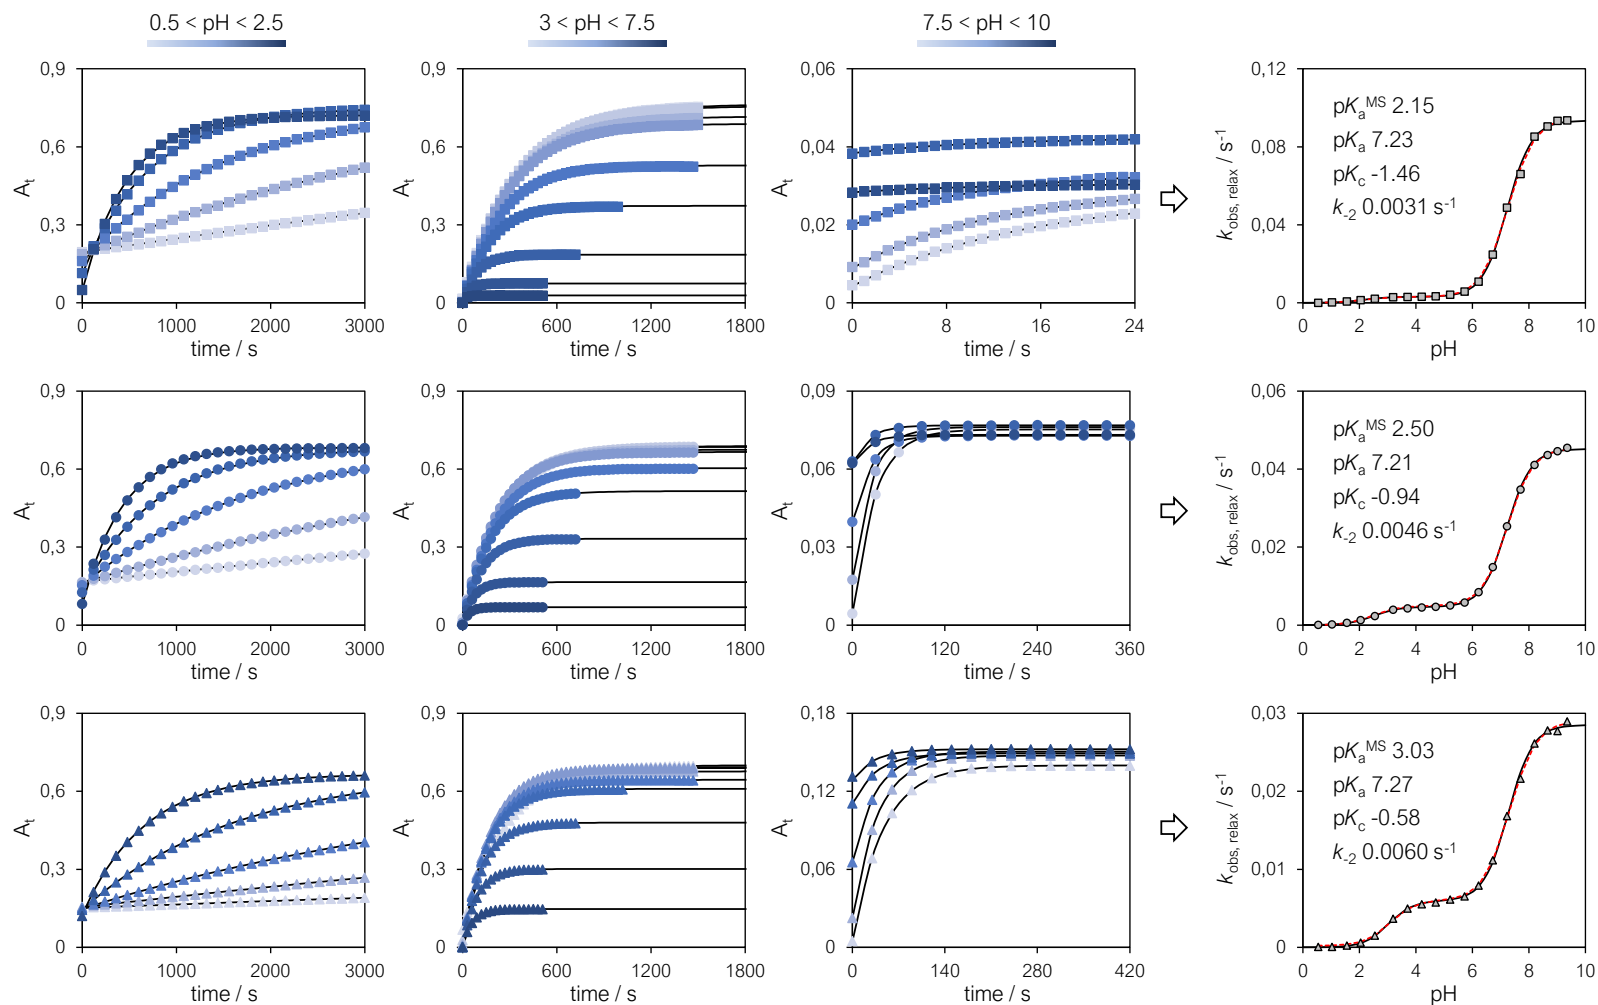 0.5 < pH < 2.5
3 < pH < 7.5
7.5 < pH < 10
0,9
0,6
0,3
0
A_t
0 1000 2000 3000
time / s
0,9
0,6
0,3
0
A_t
0 600 1200 1800
time / s
0,06
0,04
0,02
0
A_t
0 8 16 24
time / s
0,12
0,08
0,04
0
k_obs, relax / s^-1
pK_a^MS 2.15
pK_a 7.23
pK_c -1.46
k_-2 0.0031 s^-1
0 2 4 6 8 10
pH
0,9
0,6
0,3
0
A_t
0 1000 2000 3000
time / s
0,9
0,6
0,3
0
A_t
0 600 1200 1800
time / s
0,09
0,06
0,03
0
A_t
0 120 240 360
time / s
0,06
0,04
0,02
0
k_obs, relax / s^-1
pK_a^MS 2.50
pK_a 7.21
pK_c -0.94
k_-2 0.0046 s^-1
0 2 4 6 8 10
pH
0,9
0,6
0,3
0
A_t
0 1000 2000 3000
time / s
0,9
0,6
0,3
0
A_t
0 600 1200 1800
time / s
0,18
0,12
0,06
0
A_t
0 140 280 420
time / s
0,03
0,02
0,01
0
k_obs, relax / s^-1
pK_a^MS 3.03
pK_a 7.27
pK_c -0.58
k_-2 0.0060 s^-1
0 2 4 6 8 10
pH